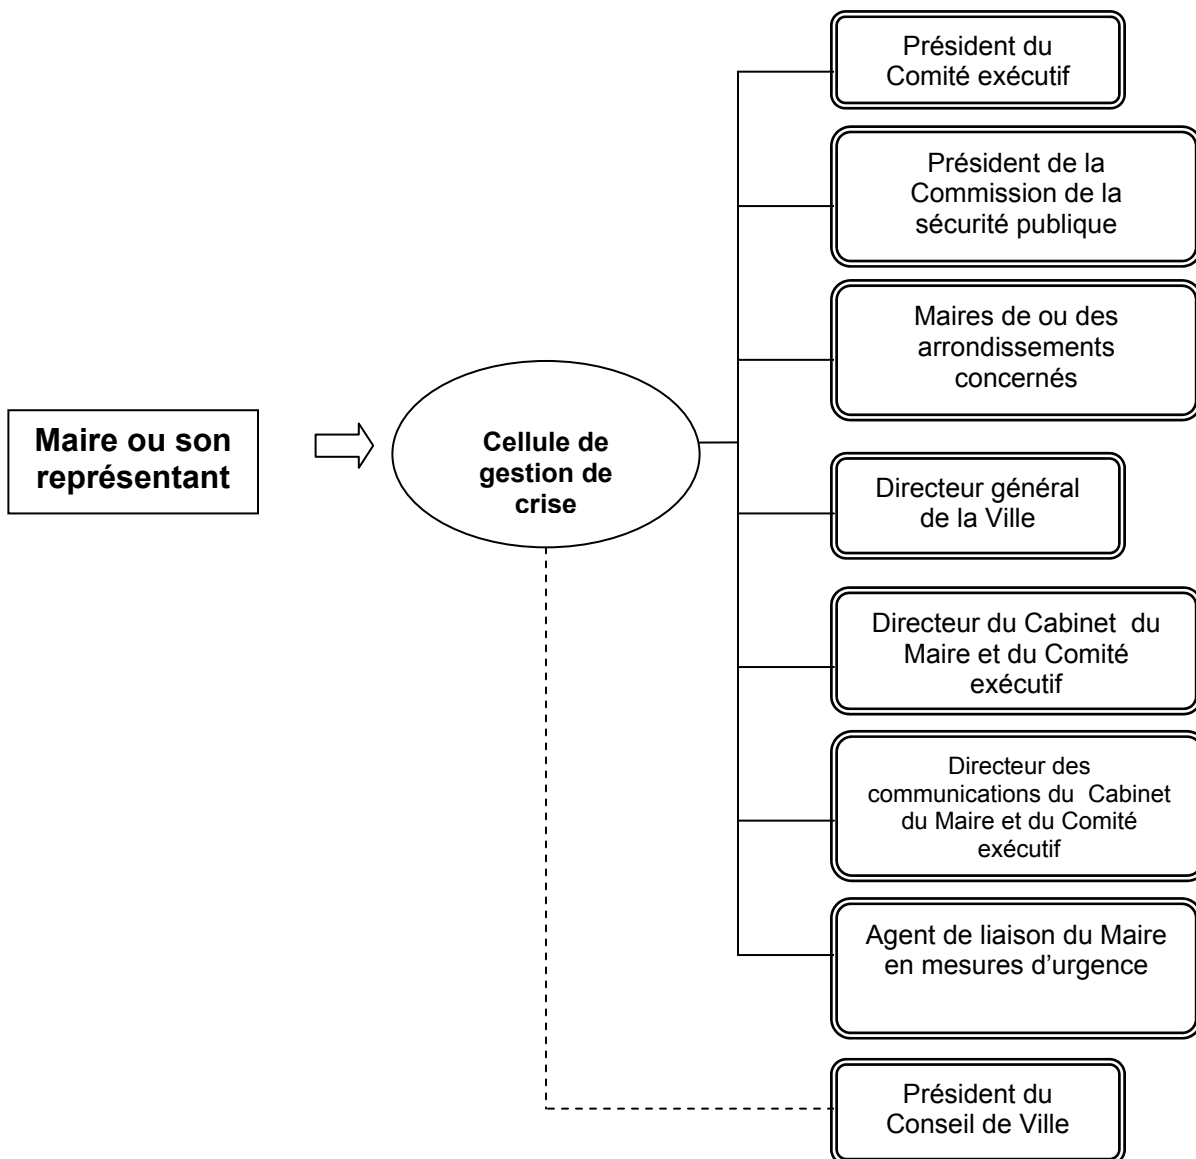 Président du
Comité exécutif
Président de la
Commission de la
sécurité publique
Maires de ou des
arrondissements
concernés
Maire ou son
représentant
Cellule de
gestion de
crise
Directeur général
de la Ville
Directeur du Cabinet du
Maire et du Comité
exécutif
Directeur des
communications du Cabinet
du Maire et du Comité
exécutif
Agent de liaison du Maire
en mesures d’urgence
Président du
Conseil de Ville